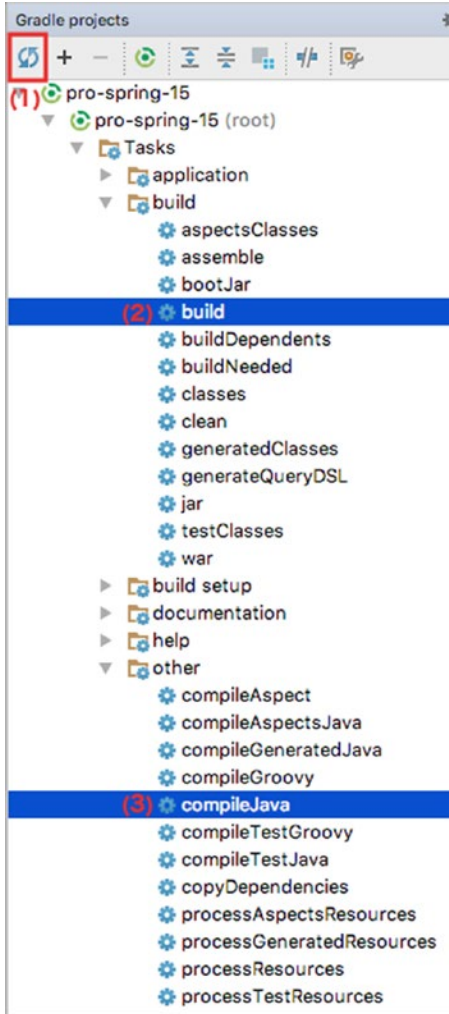 Gradle projects
(1) pro-spring-15
pro-spring-15 (root)
Tasks
application
build
aspectsClasses
assemble
bootJar
(2) build
buildDependents
buildNeeded
classes
clean
generatedClasses
generateQueryDSL
jar
testClasses
war
build setup
documentation
help
other
compileAspect
compileAspectsJava
compileGeneratedJava
compileGroovy
(3) compileJava
compileTestGroovy
compileTestJava
copyDependencies
processAspectsResources
processGeneratedResources
processResources
processTestResources